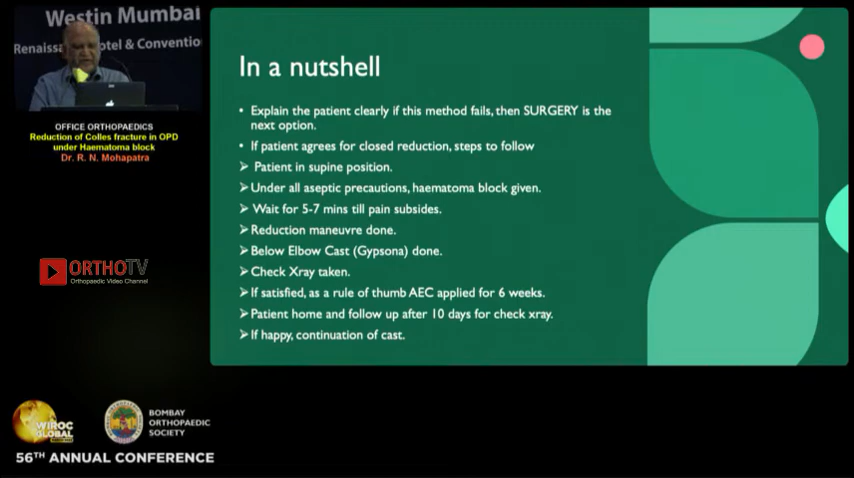 Westin Mumbai
Renaissa otel & Conventio
OFFICE ORTHOPAEDICS
Reduction of Colles fracture in OPD
under Haematoma block
Dr. R. N. Mohapatra
ORTHOTV
Orthopaedic Video Channel
WIROC
GLOBAL
BOMBAY
ORTHOPAEDIC
SOCIETY
56TH ANNUAL CONFERENCE
In a nutshell
• Explain the patient clearly if this method fails, then SURGERY is the
next option.
• If patient agrees for closed reduction, steps to follow
➢ Patient in supine position.
➢ Under all aseptic precautions, haematoma block given.
➢ Wait for 5-7 mins till pain subsides.
➢ Reduction maneuvre done.
➢ Below Elbow Cast (Gypsona) done.
➢ Check Xray taken.
➢ If satisfied, as a rule of thumb AEC applied for 6 weeks.
➢ Patient home and follow up after 10 days for check xray.
➢ If happy, continuation of cast.